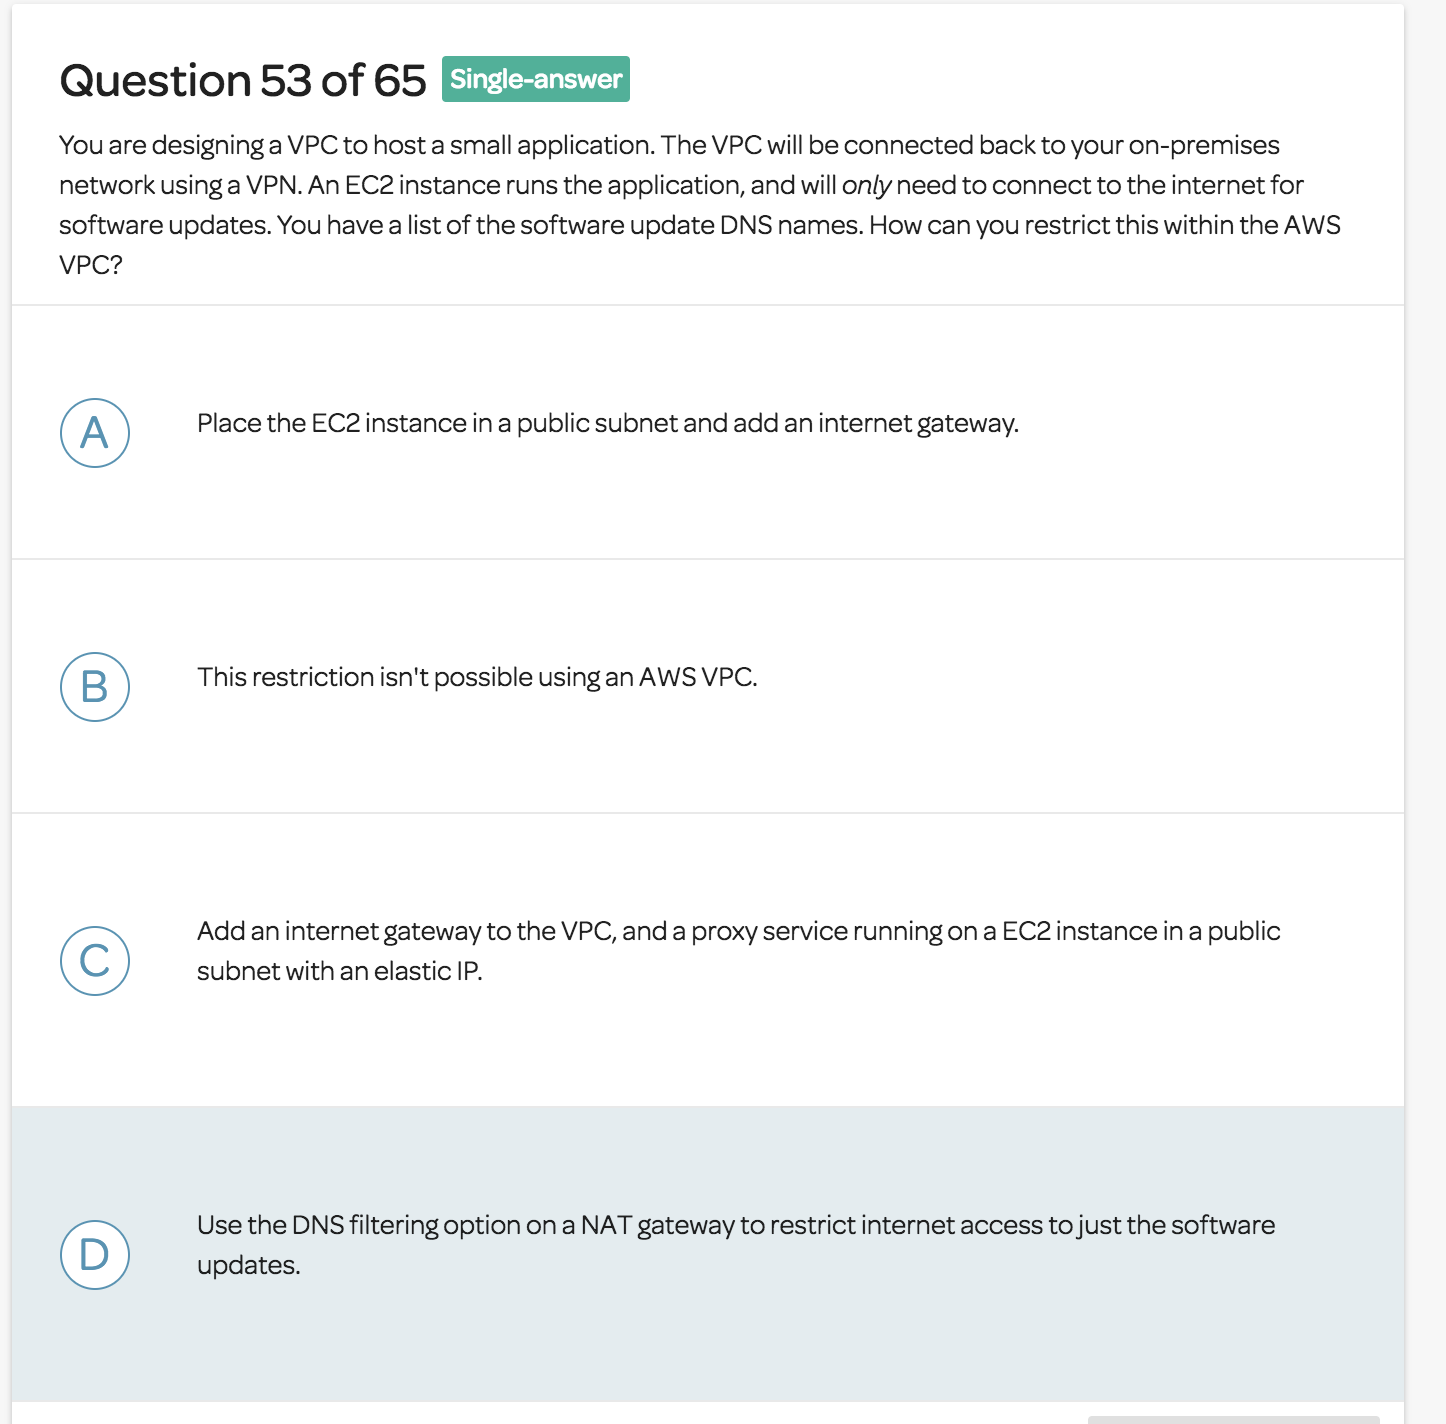 Question 53 of 65 Single-answer
You are designing a VPC to host a small application. The VPC will be connected back to your on-premises
network using a VPN. An EC2 instance runs the application, and will only need to connect to the internet for
software updates. You have a list of the software update DNS names. How can you restrict this within the AWS
VPC?
A Place the EC2 instance in a public subnet and add an internet gateway.
B This restriction isn't possible using an AWS VPC.
C Add an internet gateway to the VPC, and a proxy service running on a EC2 instance in a public
subnet with an elastic IP.
D Use the DNS filtering option on a NAT gateway to restrict internet access to just the software
updates.